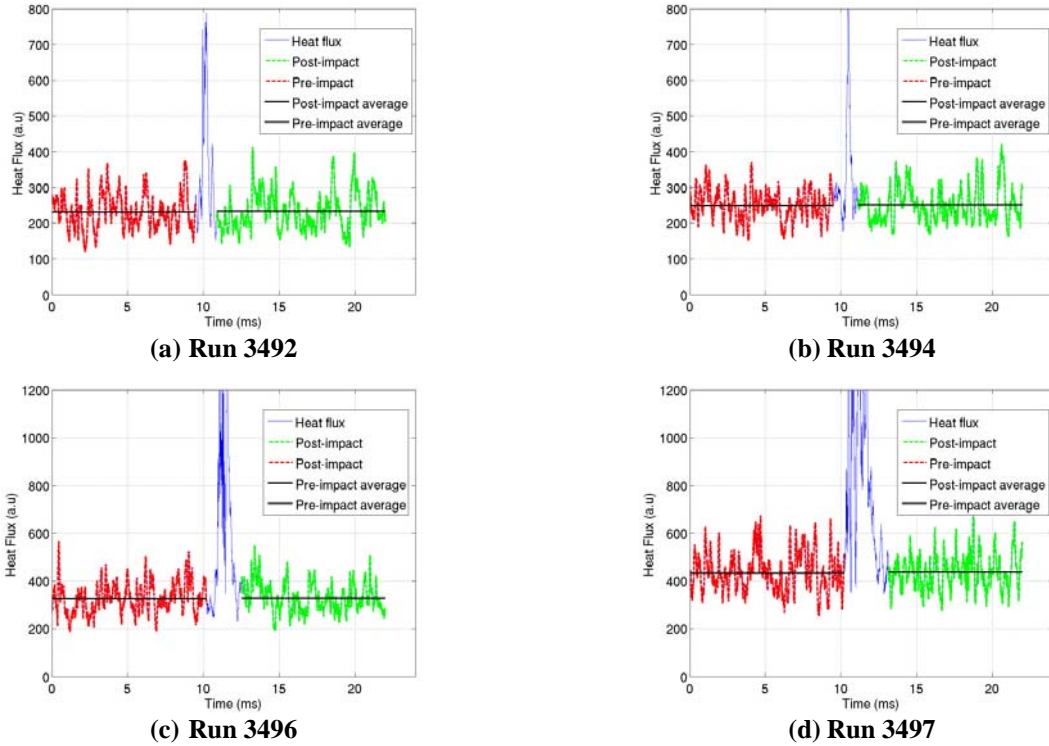 800
700
600
500
400
300
200
100
0
Heat Flux (a.u)
Heat flux
Post-impact
Pre-impact
Post-impact average
Pre-impact average
0 5 10 15 20
Time (ms)
(a) Run 3492
800
700
600
500
400
300
200
100
0
Heat Flux (a.u)
Heat flux
Post-impact
Pre-impact
Post-impact average
Pre-impact average
0 5 10 15 20
Time (ms)
(b) Run 3494
1200
1000
800
600
400
200
0
Heat Flux (a.u)
Heat flux
Post-impact
Post-impact
Pre-impact average
Pre-impact average
0 5 10 15 20
Time (ms)
(c) Run 3496
1200
1000
800
600
400
200
0
Heat Flux (a.u)
Heat flux
Post-impact
Pre-impact
Post-impact average
Pre-impact average
0 5 10 15 20
Time (ms)
(d) Run 3497